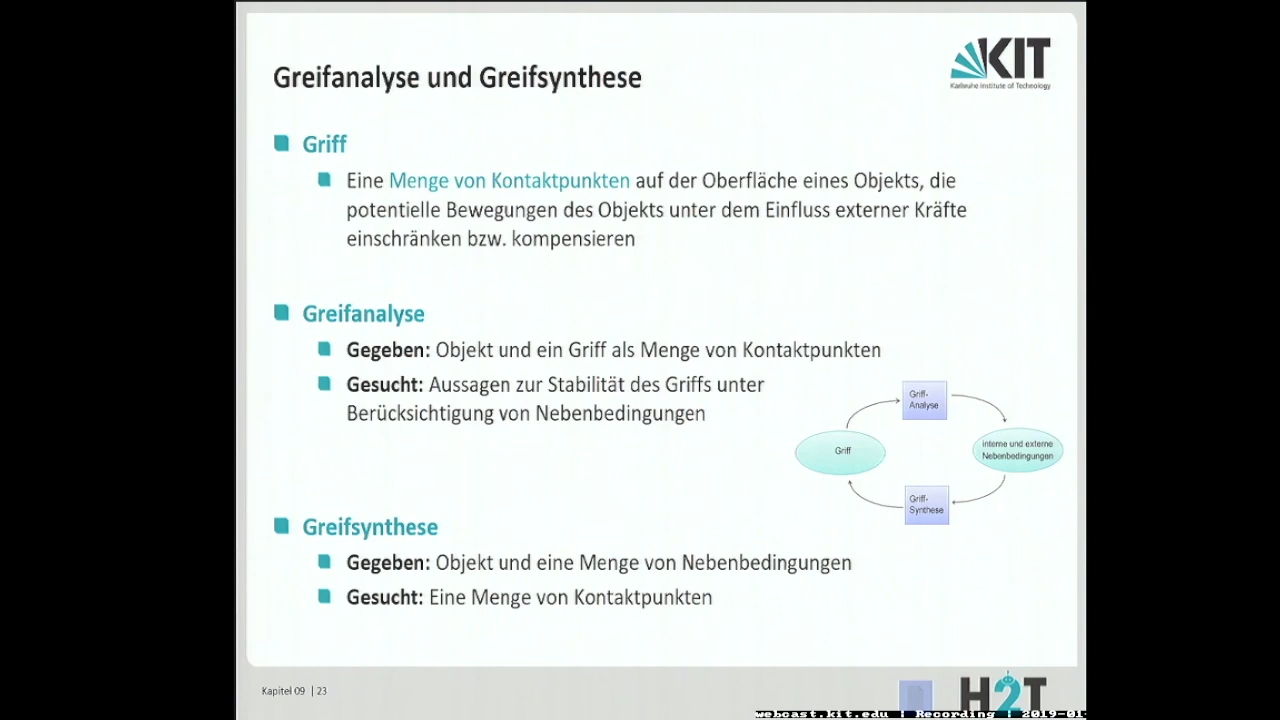 KIT
Karlsruhe Institute of Technology
Greifanalyse und Greifsynthese
Griff
Eine Menge von Kontaktpunkten auf der Oberfläche eines Objekts, die
potentielle Bewegungen des Objekts unter dem Einfluss externer Kräfte
einschränken bzw. kompensieren
Greifanalyse
Gegeben: Objekt und ein Griff als Menge von Kontaktpunkten
Gesucht: Aussagen zur Stabilität des Griffs unter
Berücksichtigung von Nebenbedingungen
Griff-
Analyse
Griff
interne und externe
Nebenbedingungen
Griff-
Synthese
Greifsynthese
Gegeben: Objekt und eine Menge von Nebenbedingungen
Gesucht: Eine Menge von Kontaktpunkten
Kapitel 09 | 23
H2T
webcast.kit.edu | Recording | 2019-01